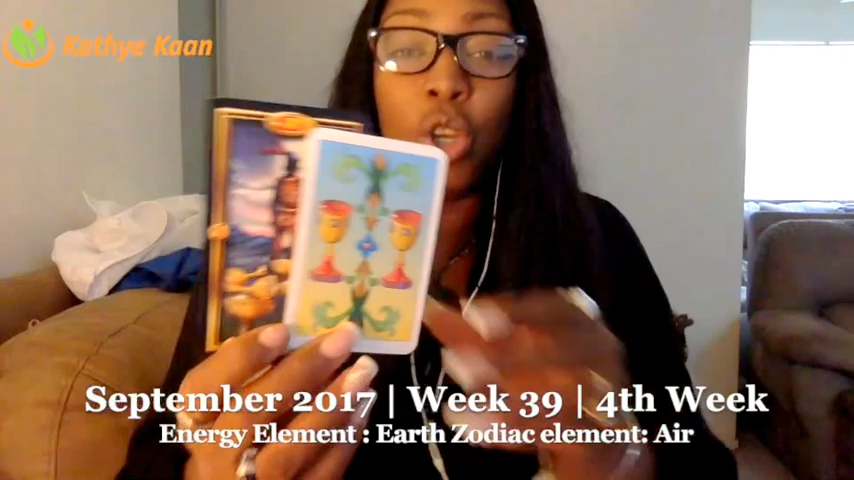 Kathye Kaan
September 2017 | Week 39 | 4th Week
Energy Element : Earth Zodiac element: Air